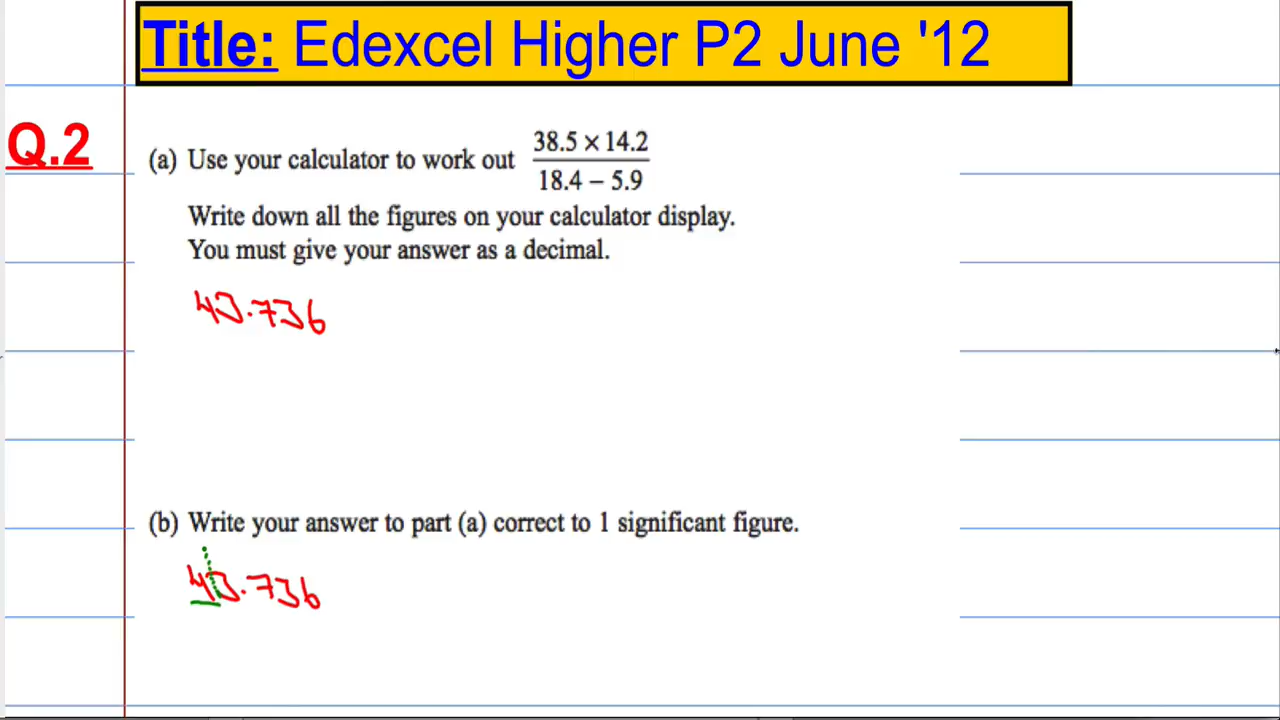 Title: Edexcel Higher P2 June '12
Q.2
(a) Use your calculator to work out 38.5 × 14.2
18.4 – 5.9
Write down all the figures on your calculator display.
You must give your answer as a decimal.
43.736
(b) Write your answer to part (a) correct to 1 significant figure.
43.736